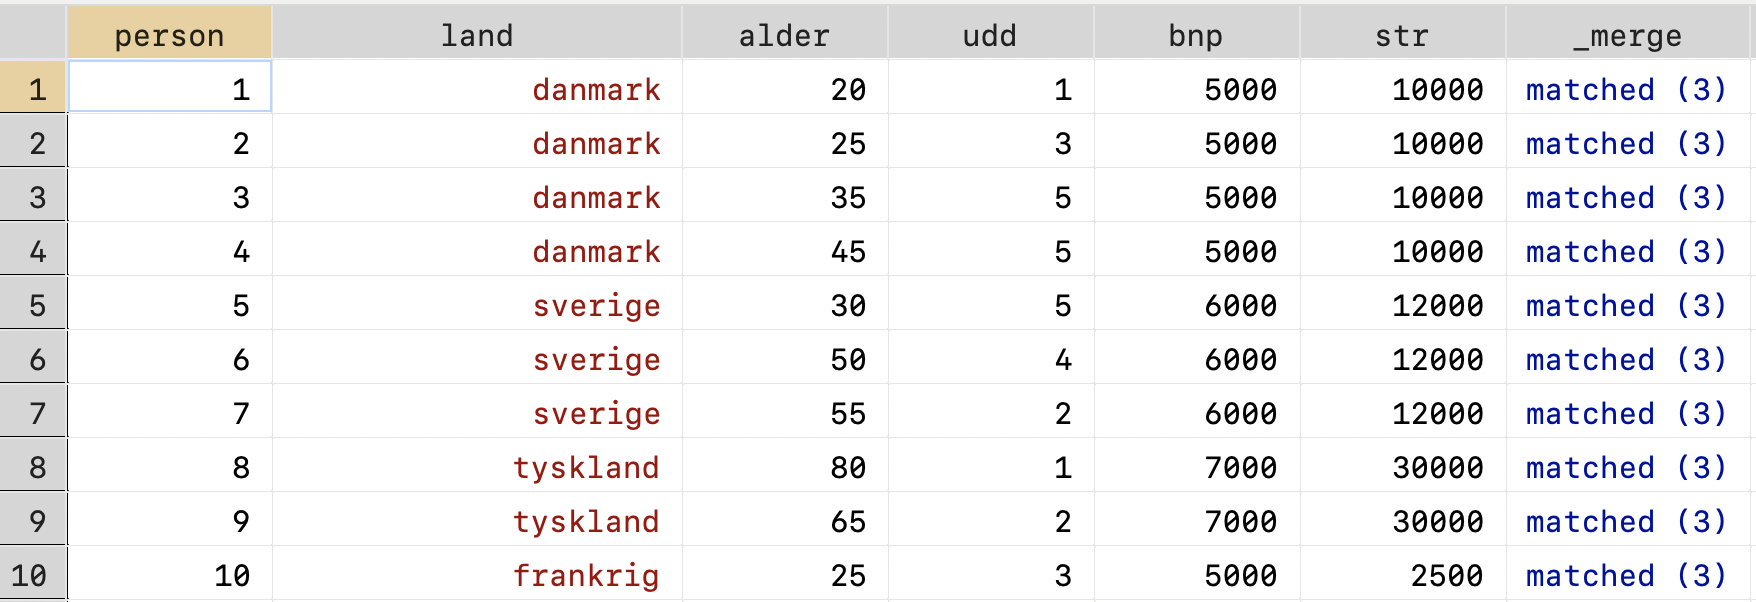 person land alder udd bnp str _merge
1 1 danmark 20 1 5000 10000 matched (3)
2 2 danmark 25 3 5000 10000 matched (3)
3 3 danmark 35 5 5000 10000 matched (3)
4 4 danmark 45 5 5000 10000 matched (3)
5 5 sverige 30 5 6000 12000 matched (3)
6 6 sverige 50 4 6000 12000 matched (3)
7 7 sverige 55 2 6000 12000 matched (3)
8 8 tyskland 80 1 7000 30000 matched (3)
9 9 tyskland 65 2 7000 30000 matched (3)
10 10 frankrig 25 3 5000 2500 matched (3)